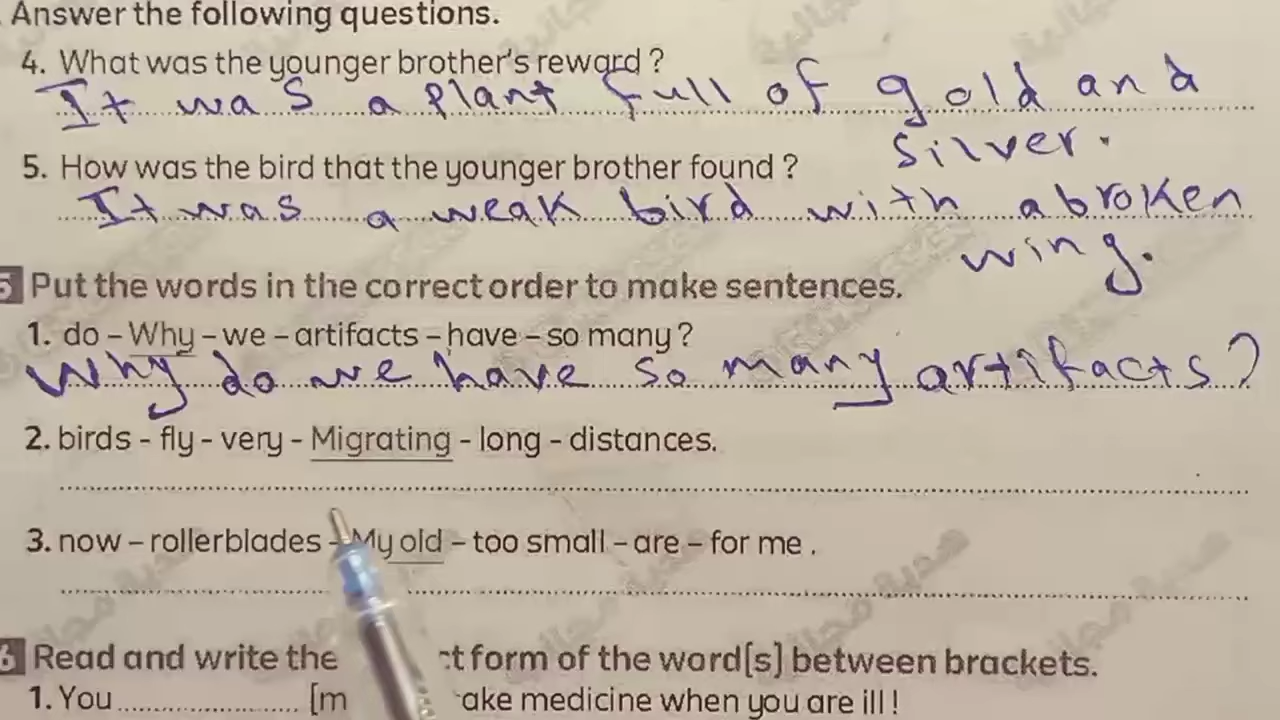 Answer the following questions.
4. What was the younger brother's reward ?
It was a plant full of gold and
silver.
5. How was the bird that the younger brother found ?
It was a weak bird with a broken
wing.
5 Put the words in the correct order to make sentences.
1. do – Why – we – artifacts – have – so many ?
Why do we have so many artifacts?
2. birds - fly - very - Migrating - long - distances.
3. now – rollerblades – My old – too small – are – for me .
6 Read and write the ct form of the word[s] between brackets.
1. You ........................ [m ake medicine when you are ill !